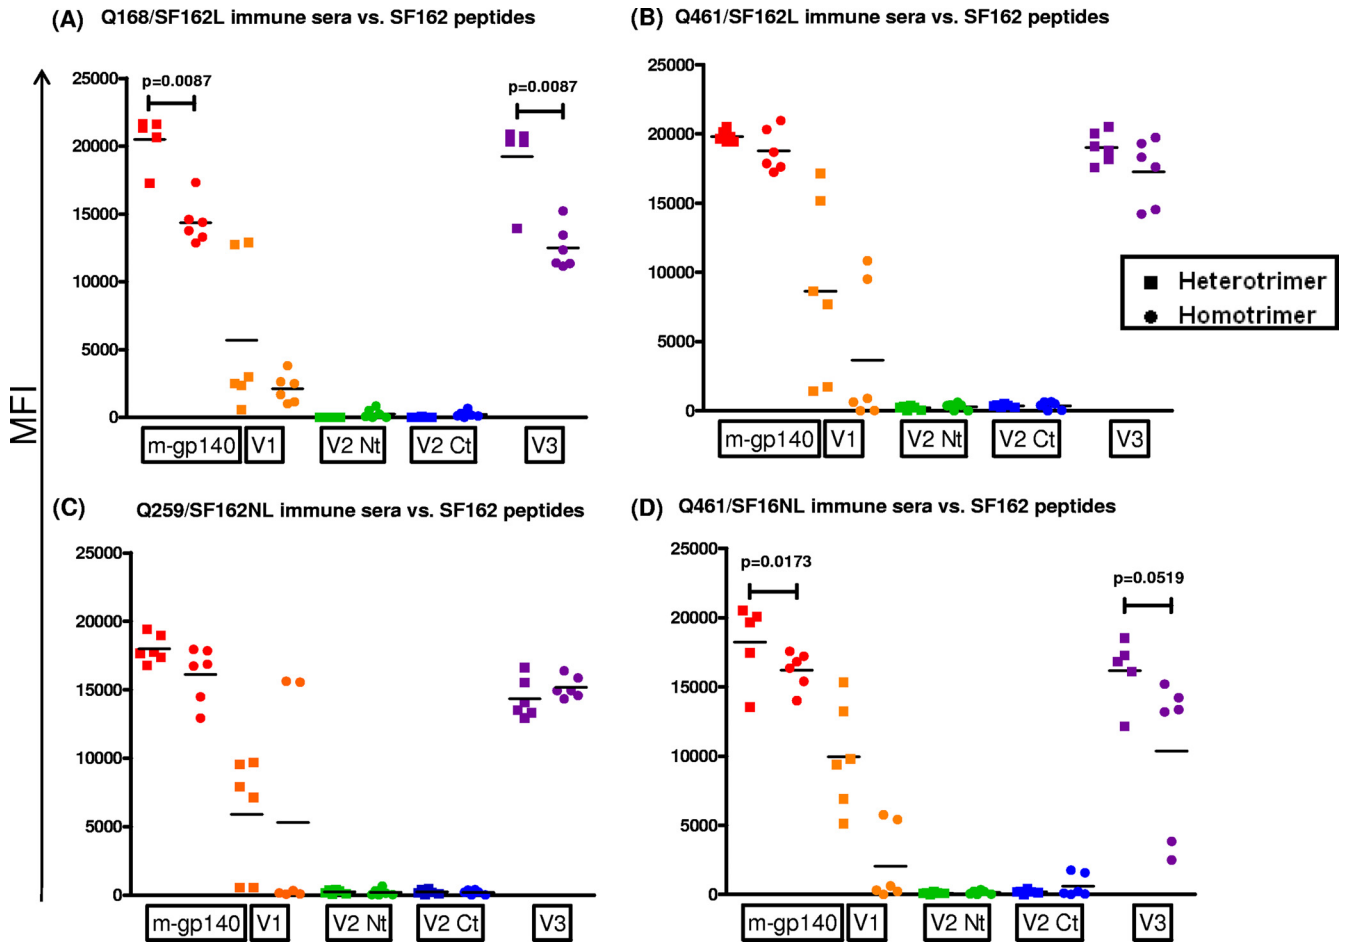 (A) Q168/SF162L immune sera vs. SF162 peptides
25000
20000
15000
10000
5000
0
p=0.0087
p=0.0087
m-gp140 V1 V2 Nt V2 Ct V3
(B) Q461/SF162L immune sera vs. SF162 peptides
25000
20000
15000
10000
5000
0
m-gp140 V1 V2 Nt V2 Ct V3
Heterotrimer
Homotrimer
MFI
(C) Q259/SF162NL immune sera vs. SF162 peptides
25000
20000
15000
10000
5000
0
m-gp140 V1 V2 Nt V2 Ct V3
(D) Q461/SF16NL immune sera vs. SF162 peptides
25000
20000
15000
10000
5000
0
p=0.0173
p=0.0519
m-gp140 V1 V2 Nt V2 Ct V3